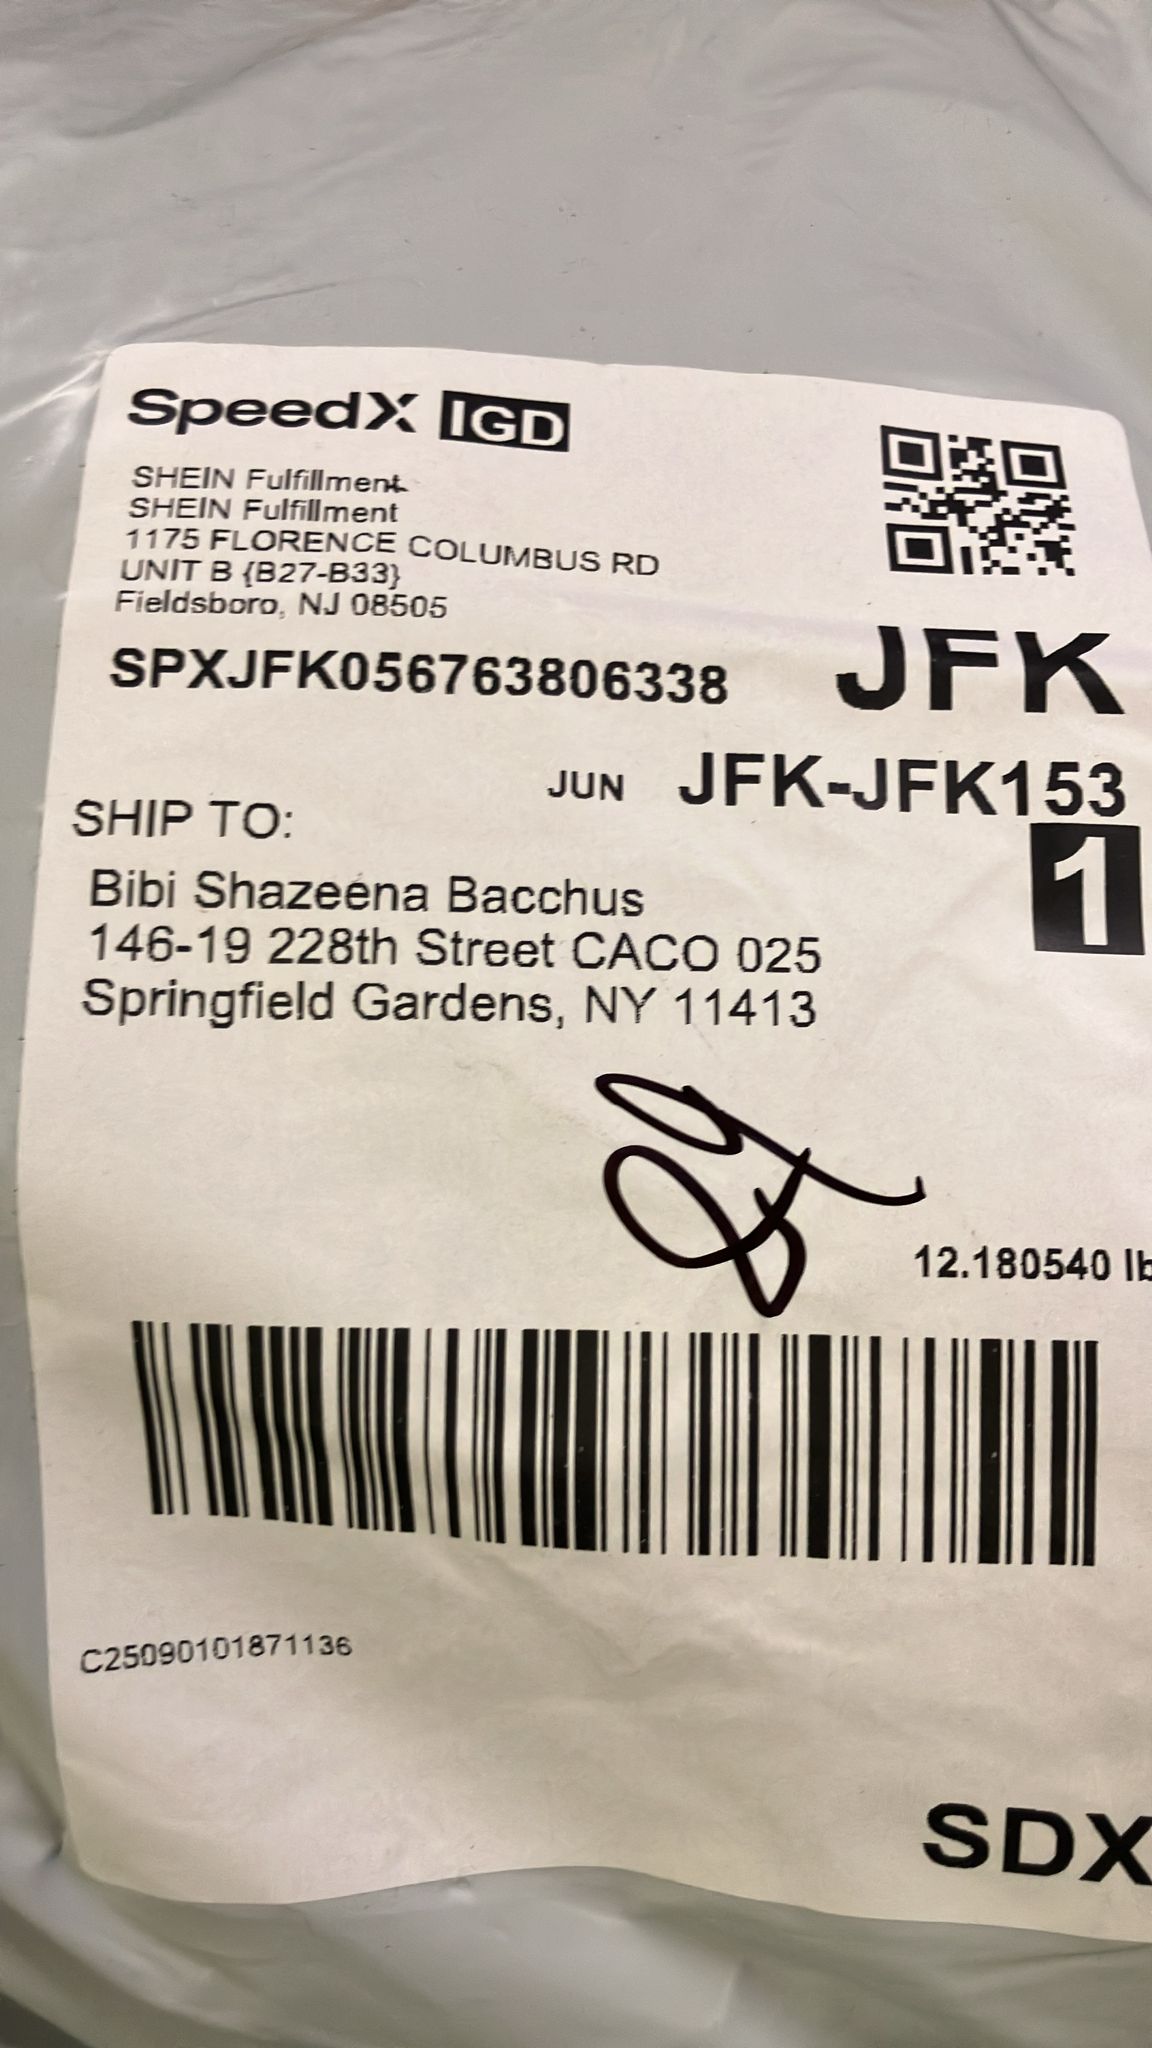 SpeedX IGD
SHEIN Fulfillment
SHEIN Fulfillment
1175 FLORENCE COLUMBUS RD
UNIT B {B27-B33}
Fieldsboro, NJ 08505
SPXJFK056763806338
JFK
JUN JFK-JFK153
1
SHIP TO:
Bibi Shazeena Bacchus
146-19 228th Street CACO 025
Springfield Gardens, NY 11413
12.180540 lb
C25090101871136
SDX